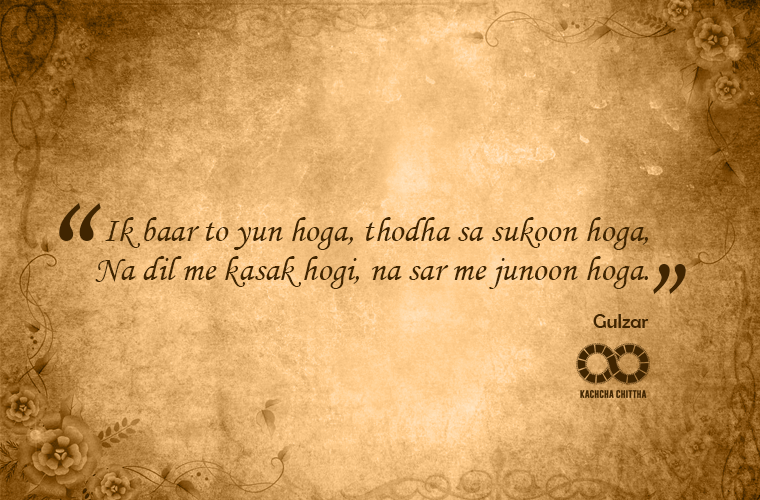 “Ik baar to yun hoga, thodha sa sukoon hoga,
Na dil me kasak hogi, na sar me junoon hoga.”
Gulzar
KACHCHA CHITTHA